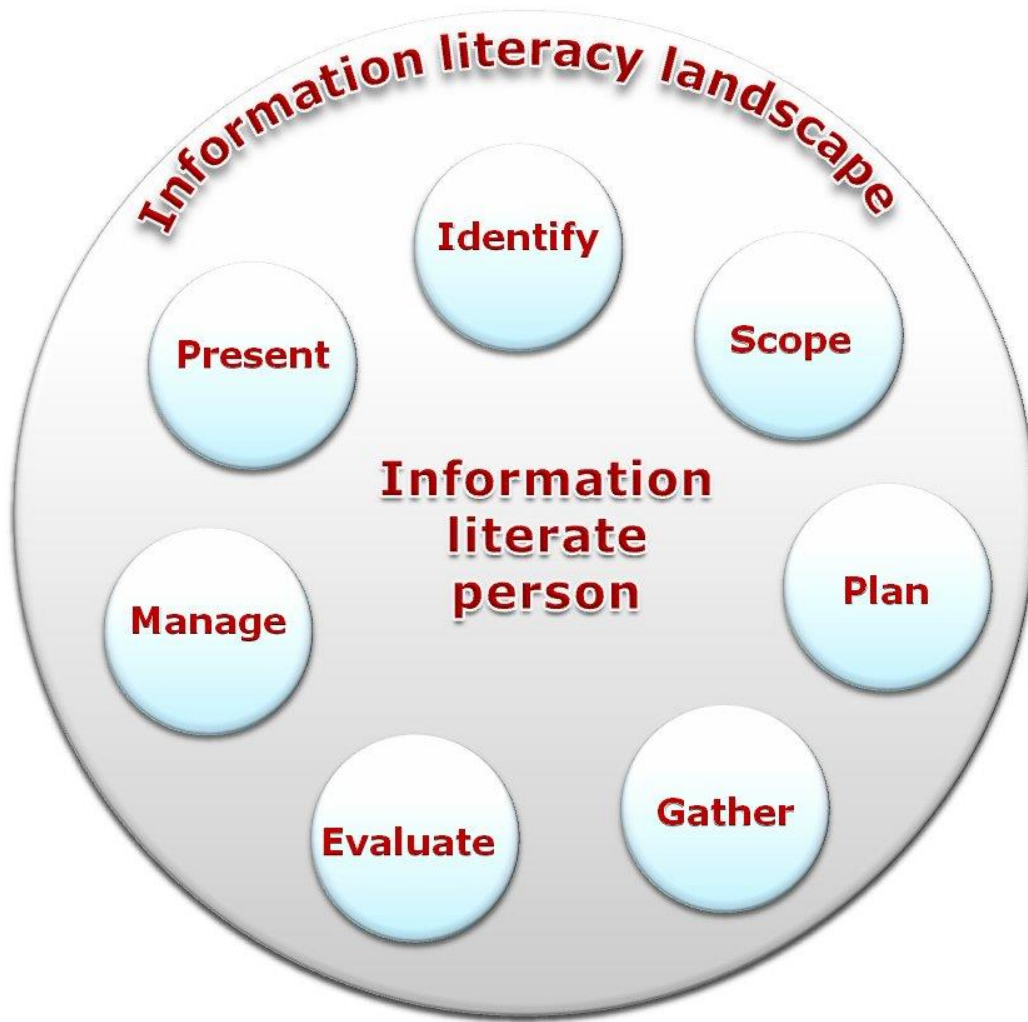 Information literacy landscape
Identify
Scope
Plan
Gather
Evaluate
Manage
Present
Information
literate
person